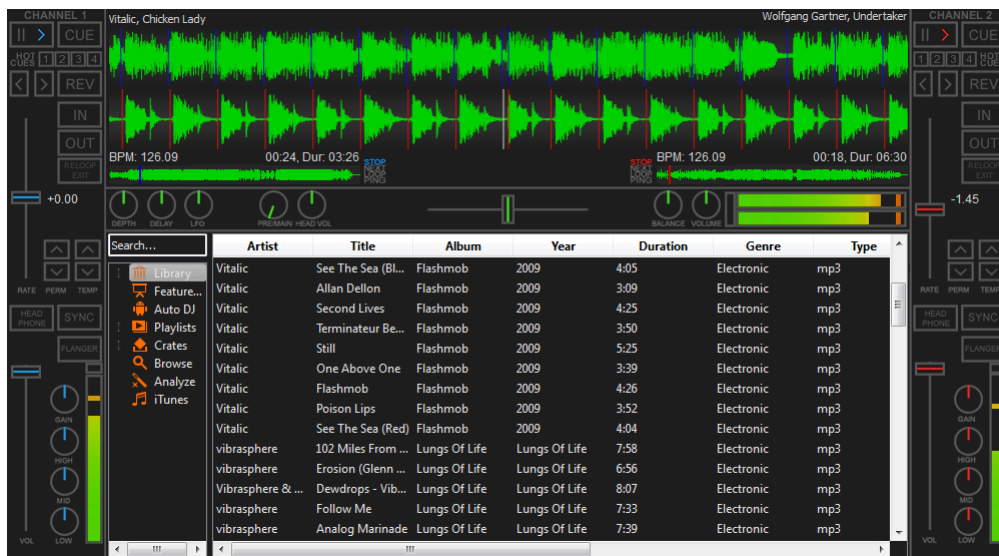 CHANNEL 1
CUE
HOT CUES 1 2 3 4
REV
IN
OUT
RELOOP EXIT
+0.00
RATE PERM TEMP
HEAD PHONE SYNC
FLANGER
GAIN
HIGH
MID
VOL LOW
Vitalic, Chicken Lady
Wolfgang Gartner, Undertaker
BPM: 126.09 00:24, Dur: 03:26
STOP
NEXT
LOOP
PING
STOP
NEXT
LOOP
PING
BPM: 126.09 00:18, Dur: 06:30
DEPTH DELAY LFO PRE/MAIN HEAD VOL BALANCE VOLUME
Search...
Library
Feature...
Auto DJ
Playlists
Crates
Browse
Analyze
iTunes
Artist Title Album Year Duration Genre Type
Vitalic See The Sea (Bl... Flashmob 2009 4:05 Electronic mp3
Vitalic Allan Dellon Flashmob 2009 3:09 Electronic mp3
Vitalic Second Lives Flashmob 2009 4:25 Electronic mp3
Vitalic Terminateur Be... Flashmob 2009 3:50 Electronic mp3
Vitalic Still Flashmob 2009 5:25 Electronic mp3
Vitalic One Above One Flashmob 2009 3:39 Electronic mp3
Vitalic Flashmob Flashmob 2009 4:26 Electronic mp3
Vitalic Poison Lips Flashmob 2009 3:52 Electronic mp3
Vitalic See The Sea (Red) Flashmob 2009 4:04 Electronic mp3
vibrasphere 102 Miles From ... Lungs Of Life Lungs Of Life 7:58 Electronic mp3
vibrasphere Erosion (Glenn ... Lungs Of Life Lungs Of Life 6:56 Electronic mp3
Vibrasphere & ... Dewdrops - Vib... Lungs Of Life Lungs Of Life 8:07 Electronic mp3
vibrasphere Follow Me Lungs Of Life Lungs Of Life 7:33 Electronic mp3
vibrasphere Analog Marinade Lungs Of Life Lungs Of Life 7:39 Electronic mp3
CHANNEL 2
CUE
1 2 3 4 HOT CUE
REV
IN
OUT
RELOOP EXIT
-1.45
RATE PERM TEMP
HEAD PHONE SYNC
FLANGER
GAIN
HIGH
MID
VOL LOW